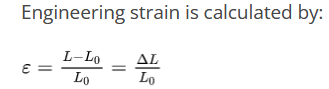 Engineering strain is calculated by:
ε = L−L₀ / L₀ = ΔL / L₀